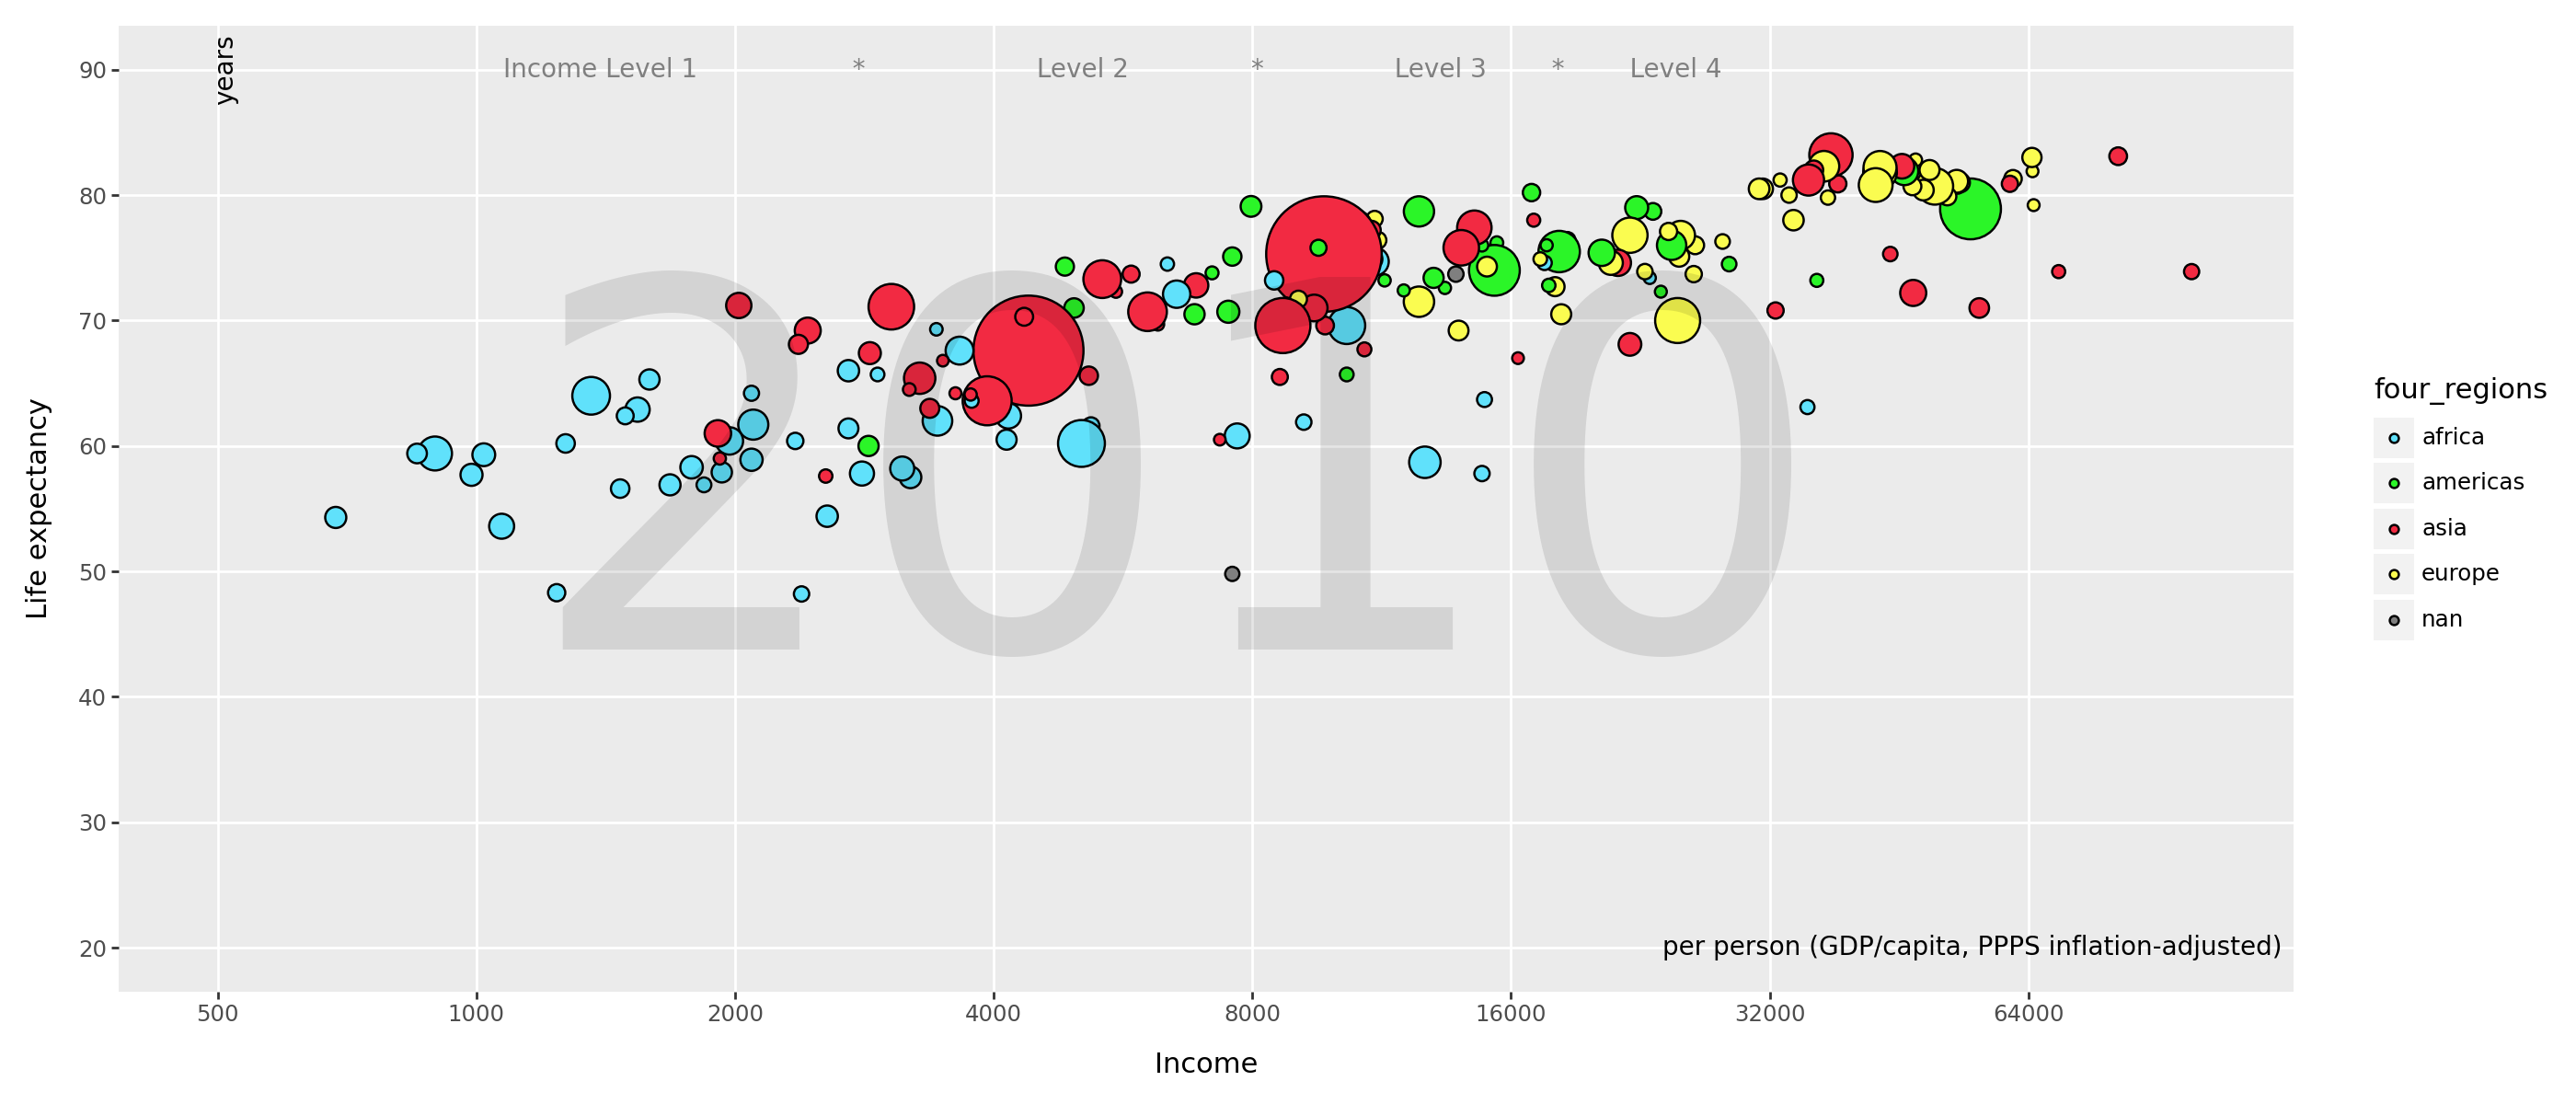 years
Income Level 1 * Level 2 * Level 3 * Level 4
90
80
70
60
50
40
30
20
Life expectancy
2010
per person (GDP/capita, PPPS inflation-adjusted)
500 1000 2000 4000 8000 16000 32000 64000
Income
four_regions
africa
americas
asia
europe
nan